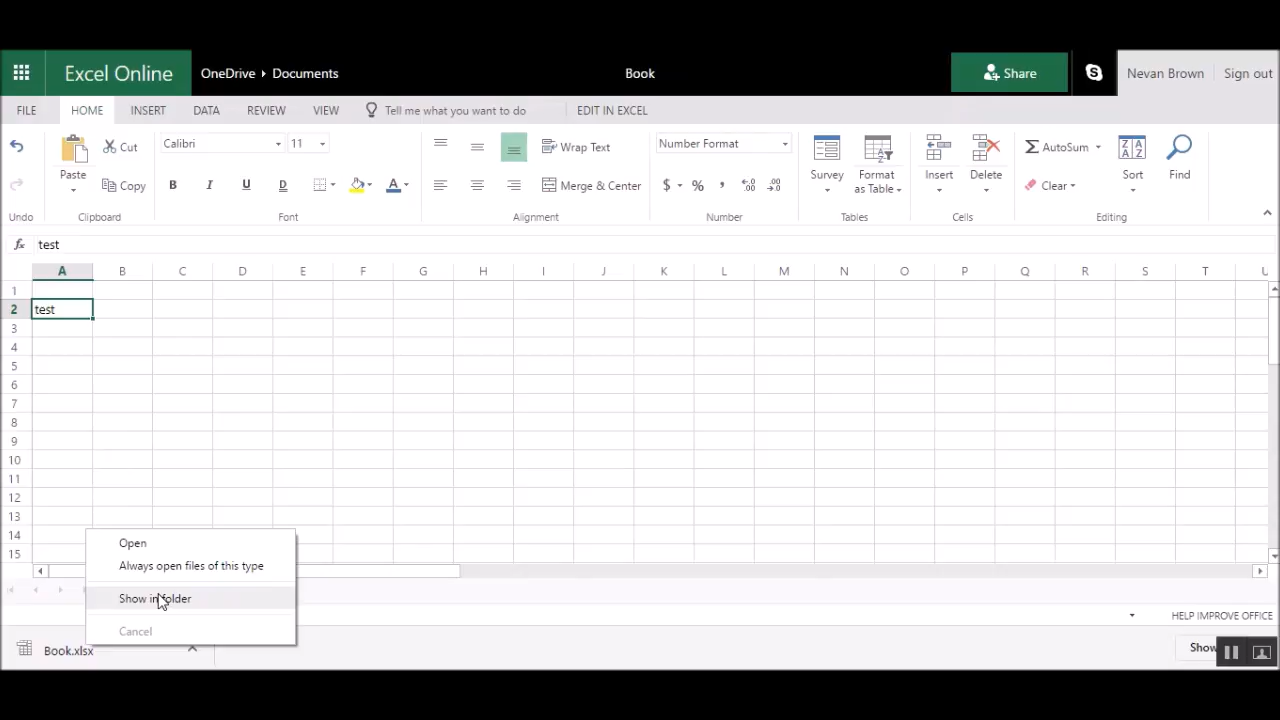 Excel Online
OneDrive ▸ Documents
Book
Share
Nevan Brown
Sign out
FILE
HOME
INSERT
DATA
REVIEW
VIEW
Tell me what you want to do
EDIT IN EXCEL
Paste
Cut
Copy
Undo
Clipboard
Calibri
11
B I U D
A
Font
Wrap Text
Merge & Center
Alignment
Number Format
$ % ,
Number
Survey
Format as Table
Tables
Insert
Delete
Cells
AutoSum
Clear
Sort
Find
Editing
fx test
A B C D E F G H I J K L M N O P Q R S T U
1
2 test
3
4
5
6
7
8
9
10
11
12
13
14
15
Open
Always open files of this type
Show in folder
Cancel
HELP IMPROVE OFFICE
Book.xlsx
Show